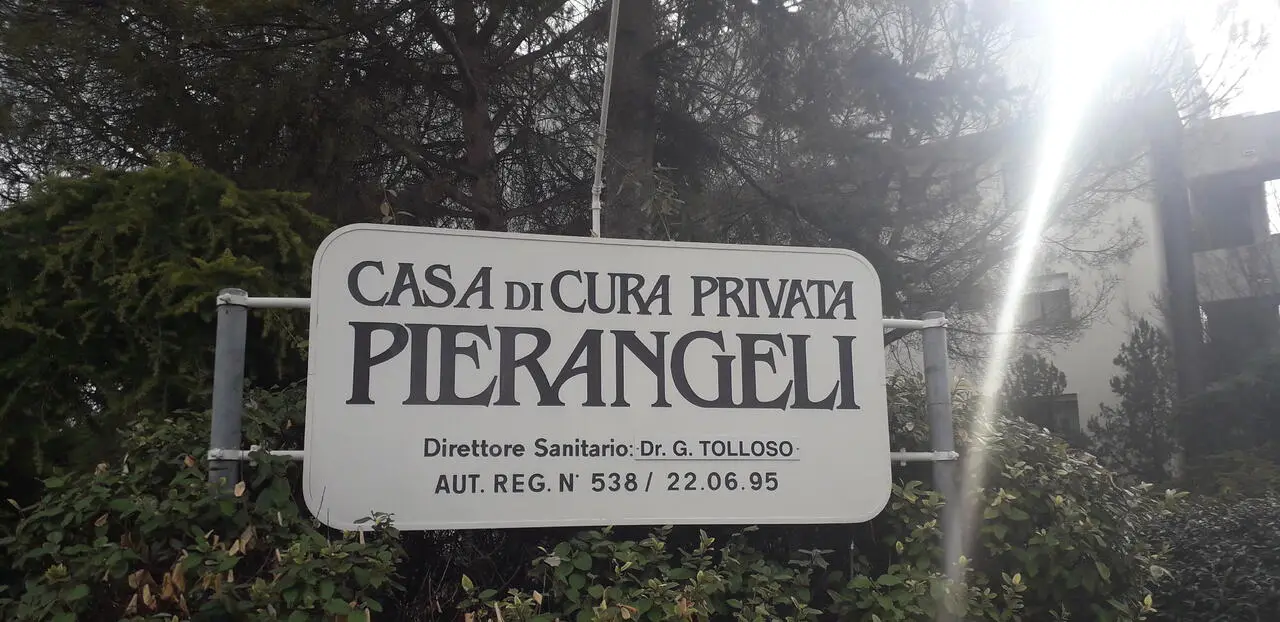 CASA DI CURA PRIVATA
PIERANGELI
Direttore Sanitario: Dr. G. TOLLOSO
AUT. REG. N° 538 / 22.06.95